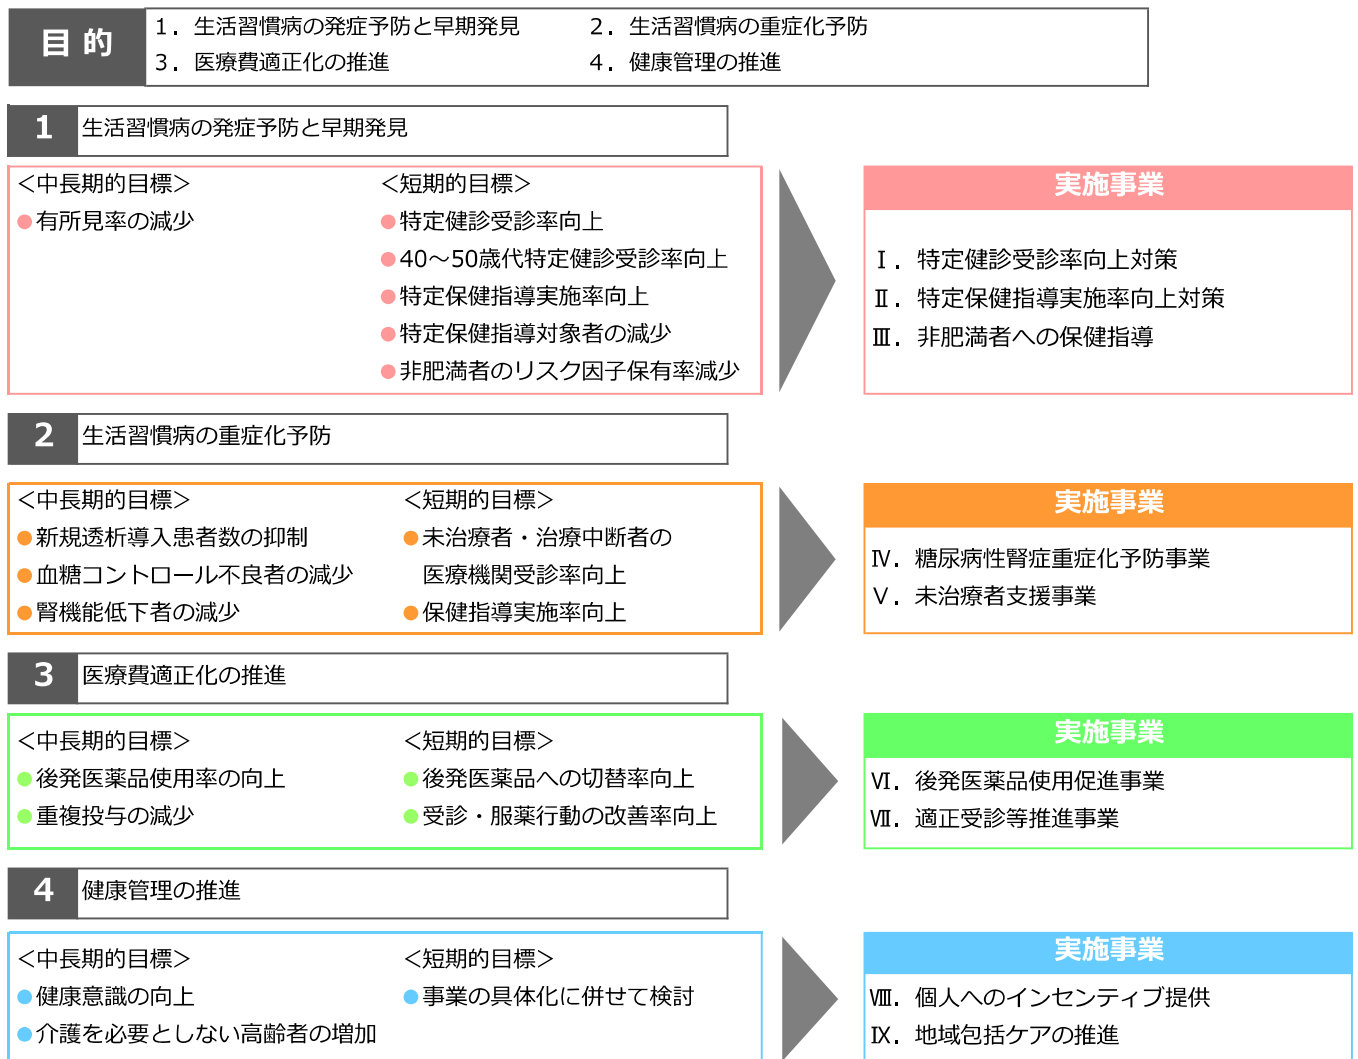 目的
1．生活習慣病の発症予防と早期発見
2．生活習慣病の重症化予防
3．医療費適正化の推進
4．健康管理の推進
1
生活習慣病の発症予防と早期発見
＜中長期的目標＞
●有所見率の減少
＜短期的目標＞
●特定健診受診率向上
●40～50歳代特定健診受診率向上
●特定保健指導実施率向上
●特定保健指導対象者の減少
●非肥満者のリスク因子保有率減少
実施事業
Ⅰ．特定健診受診率向上対策
Ⅱ．特定保健指導実施率向上対策
Ⅲ．非肥満者への保健指導
2
生活習慣病の重症化予防
＜中長期的目標＞
●新規透析導入患者数の抑制
●血糖コントロール不良者の減少
●腎機能低下者の減少
＜短期的目標＞
●未治療者・治療中断者の
医療機関受診率向上
●保健指導実施率向上
実施事業
Ⅳ．糖尿病性腎症重症化予防事業
Ⅴ．未治療者支援事業
3
医療費適正化の推進
＜中長期的目標＞
●後発医薬品使用率の向上
●重複投与の減少
＜短期的目標＞
●後発医薬品への切替率向上
●受診・服薬行動の改善率向上
実施事業
Ⅵ．後発医薬品使用促進事業
Ⅶ．適正受診等推進事業
4
健康管理の推進
＜中長期的目標＞
●健康意識の向上
●介護を必要としない高齢者の増加
＜短期的目標＞
●事業の具体化に併せて検討
実施事業
Ⅷ．個人へのインセンティブ提供
Ⅸ．地域包括ケアの推進